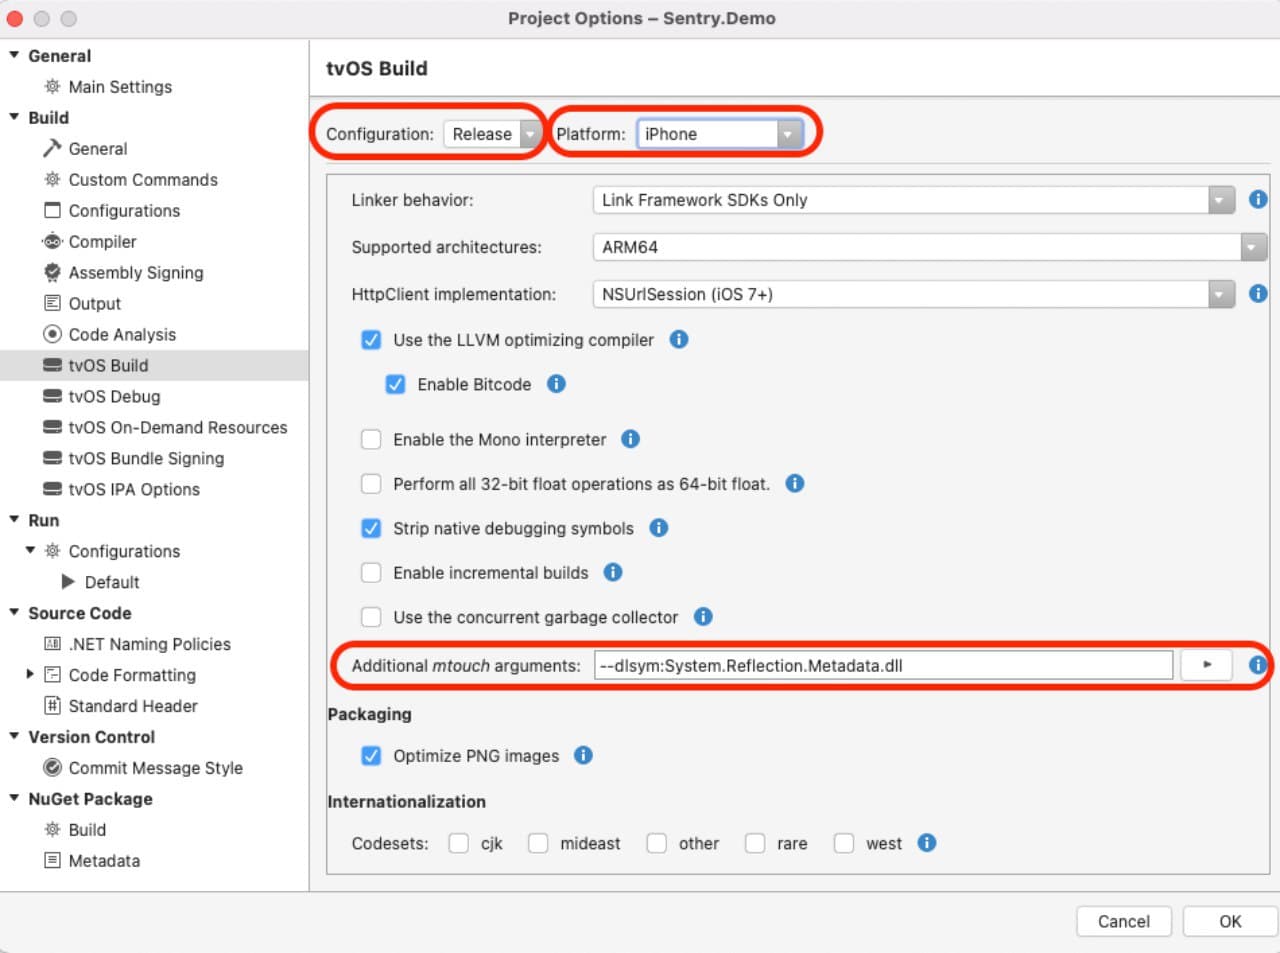 Project Options – Sentry.Demo
General
Main Settings
Build
General
Custom Commands
Configurations
Compiler
Assembly Signing
Output
Code Analysis
tvOS Build
tvOS Debug
tvOS On-Demand Resources
tvOS Bundle Signing
tvOS IPA Options
Run
Configurations
Default
Source Code
.NET Naming Policies
Code Formatting
Standard Header
Version Control
Commit Message Style
NuGet Package
Build
Metadata
tvOS Build
Configuration: Release Platform: iPhone
Linker behavior: Link Framework SDKs Only
Supported architectures: ARM64
HttpClient implementation: NSUrlSession (iOS 7+)
Use the LLVM optimizing compiler
Enable Bitcode
Enable the Mono interpreter
Perform all 32-bit float operations as 64-bit float.
Strip native debugging symbols
Enable incremental builds
Use the concurrent garbage collector
Additional mtouch arguments: --dlsym:System.Reflection.Metadata.dll
Packaging
Optimize PNG images
Internationalization
Codesets: cjk mideast other rare west
Cancel OK